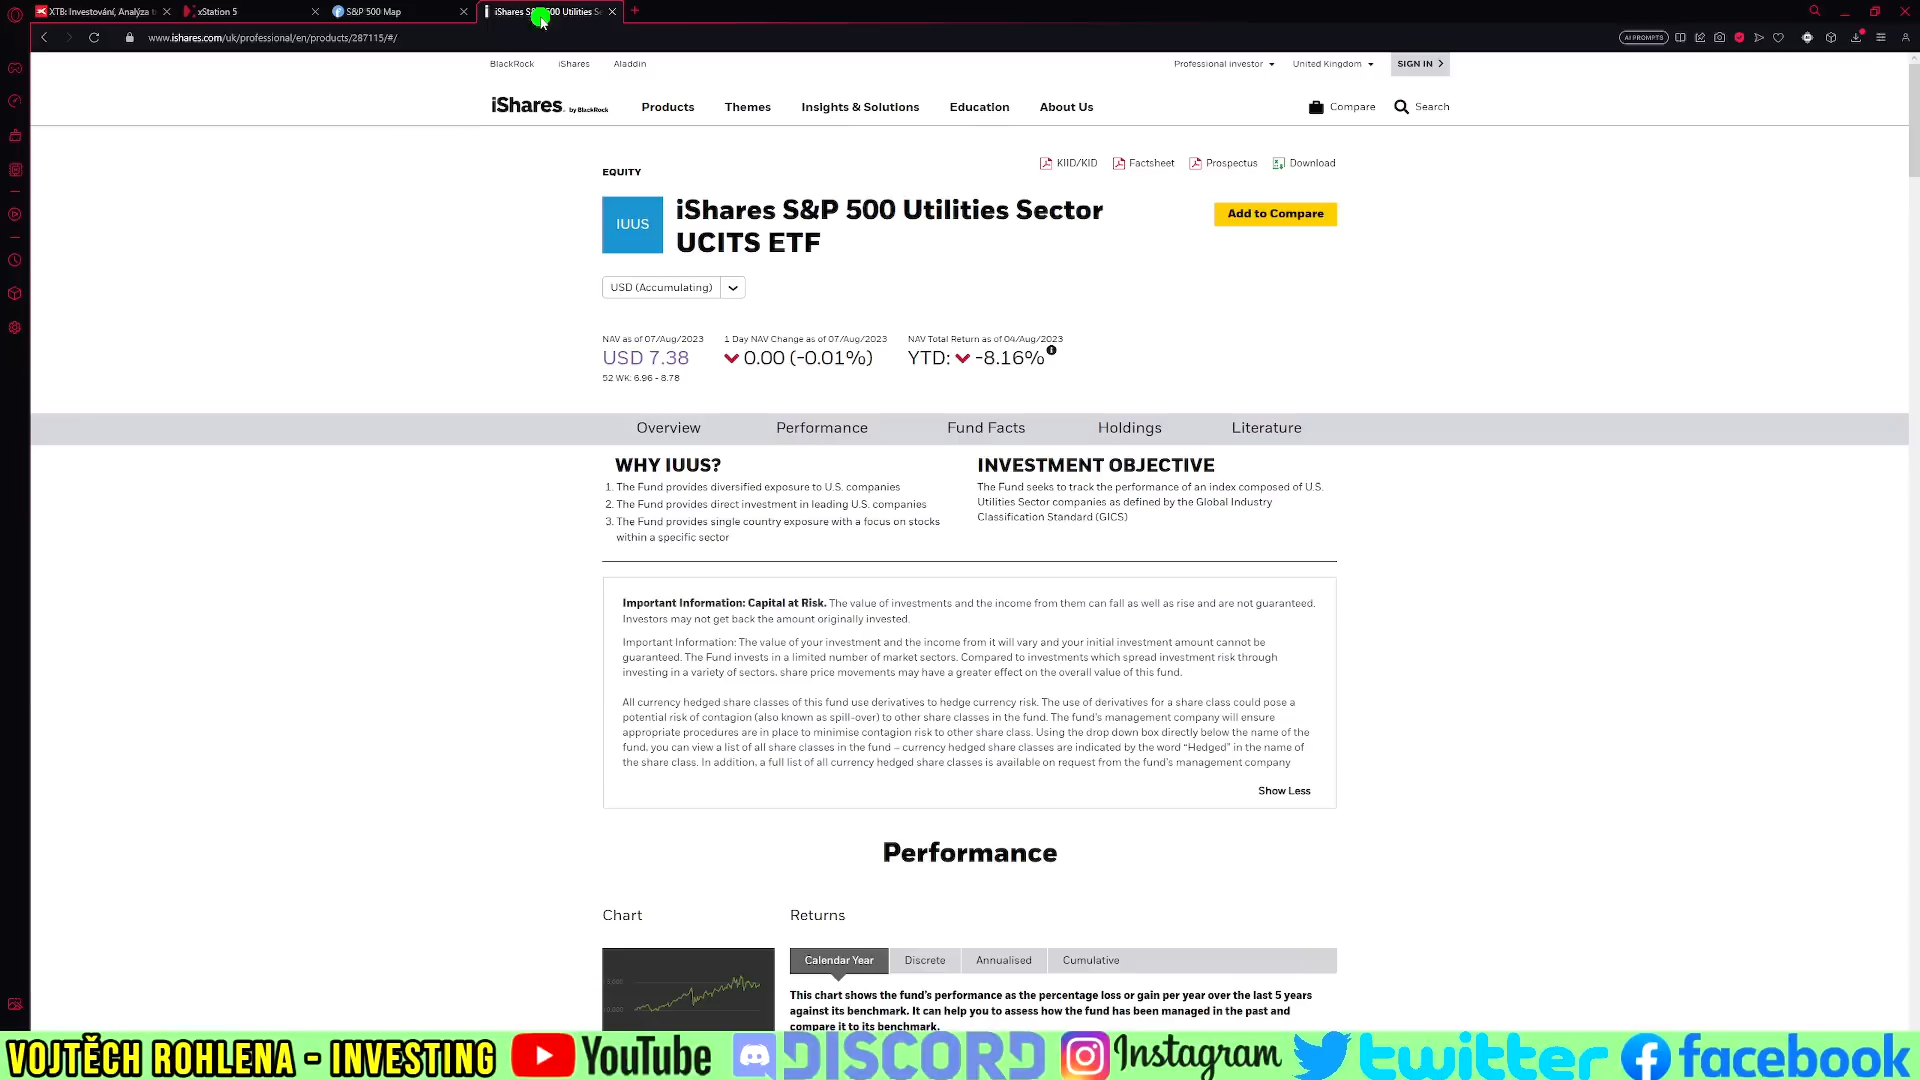 XTB: Investování, Analýza t
xStation 5
S&P 500 Map
iShares S&P 500 Utilities Se
www.ishares.com/uk/professional/en/products/287115/#/
AI PROMPTS
BlackRock
iShares
Aladdin
Professional investor
United Kingdom
SIGN IN
iShares. by BlackRock
Products
Themes
Insights & Solutions
Education
About Us
Compare
Search
KIID/KID
Factsheet
Prospectus
Download
EQUITY
IUUS
iShares S&P 500 Utilities Sector
UCITS ETF
Add to Compare
USD (Accumulating)
NAV as of 07/Aug/2023
USD 7.38
52 WK: 6.96 - 8.78
1 Day NAV Change as of 07/Aug/2023
0.00 (-0.01%)
NAV Total Return as of 04/Aug/2023
YTD: -8.16%
Overview
Performance
Fund Facts
Holdings
Literature
WHY IUUS?
1. The Fund provides diversified exposure to U.S. companies
2. The Fund provides direct investment in leading U.S. companies
3. The Fund provides single country exposure with a focus on stocks
within a specific sector
INVESTMENT OBJECTIVE
The Fund seeks to track the performance of an index composed of U.S.
Utilities Sector companies as defined by the Global Industry
Classification Standard (GICS)
Important Information: Capital at Risk. The value of investments and the income from them can fall as well as rise and are not guaranteed.
Investors may not get back the amount originally invested.
Important Information: The value of your investment and the income from it will vary and your initial investment amount cannot be
guaranteed. The Fund invests in a limited number of market sectors. Compared to investments which spread investment risk through
investing in a variety of sectors, share price movements may have a greater effect on the overall value of this fund.
All currency hedged share classes of this fund use derivatives to hedge currency risk. The use of derivatives for a share class could pose a
potential risk of contagion (also known as spill-over) to other share classes in the fund. The fund’s management company will ensure
appropriate procedures are in place to minimise contagion risk to other share class. Using the drop down box directly below the name of the
fund, you can view a list of all share classes in the fund – currency hedged share classes are indicated by the word “Hedged” in the name of
the share class. In addition, a full list of all currency hedged share classes is available on request from the fund’s management company
Show Less
Performance
Chart
Returns
Calendar Year
Discrete
Annualised
Cumulative
This chart shows the fund’s performance as the percentage loss or gain per year over the last 5 years
against its benchmark. It can help you to assess how the fund has been managed in the past and
compare it to its benchmark.
VOJTĚCH ROHLENA - INVESTING
YouTube
DISCORD
Instagram
twitter
facebook